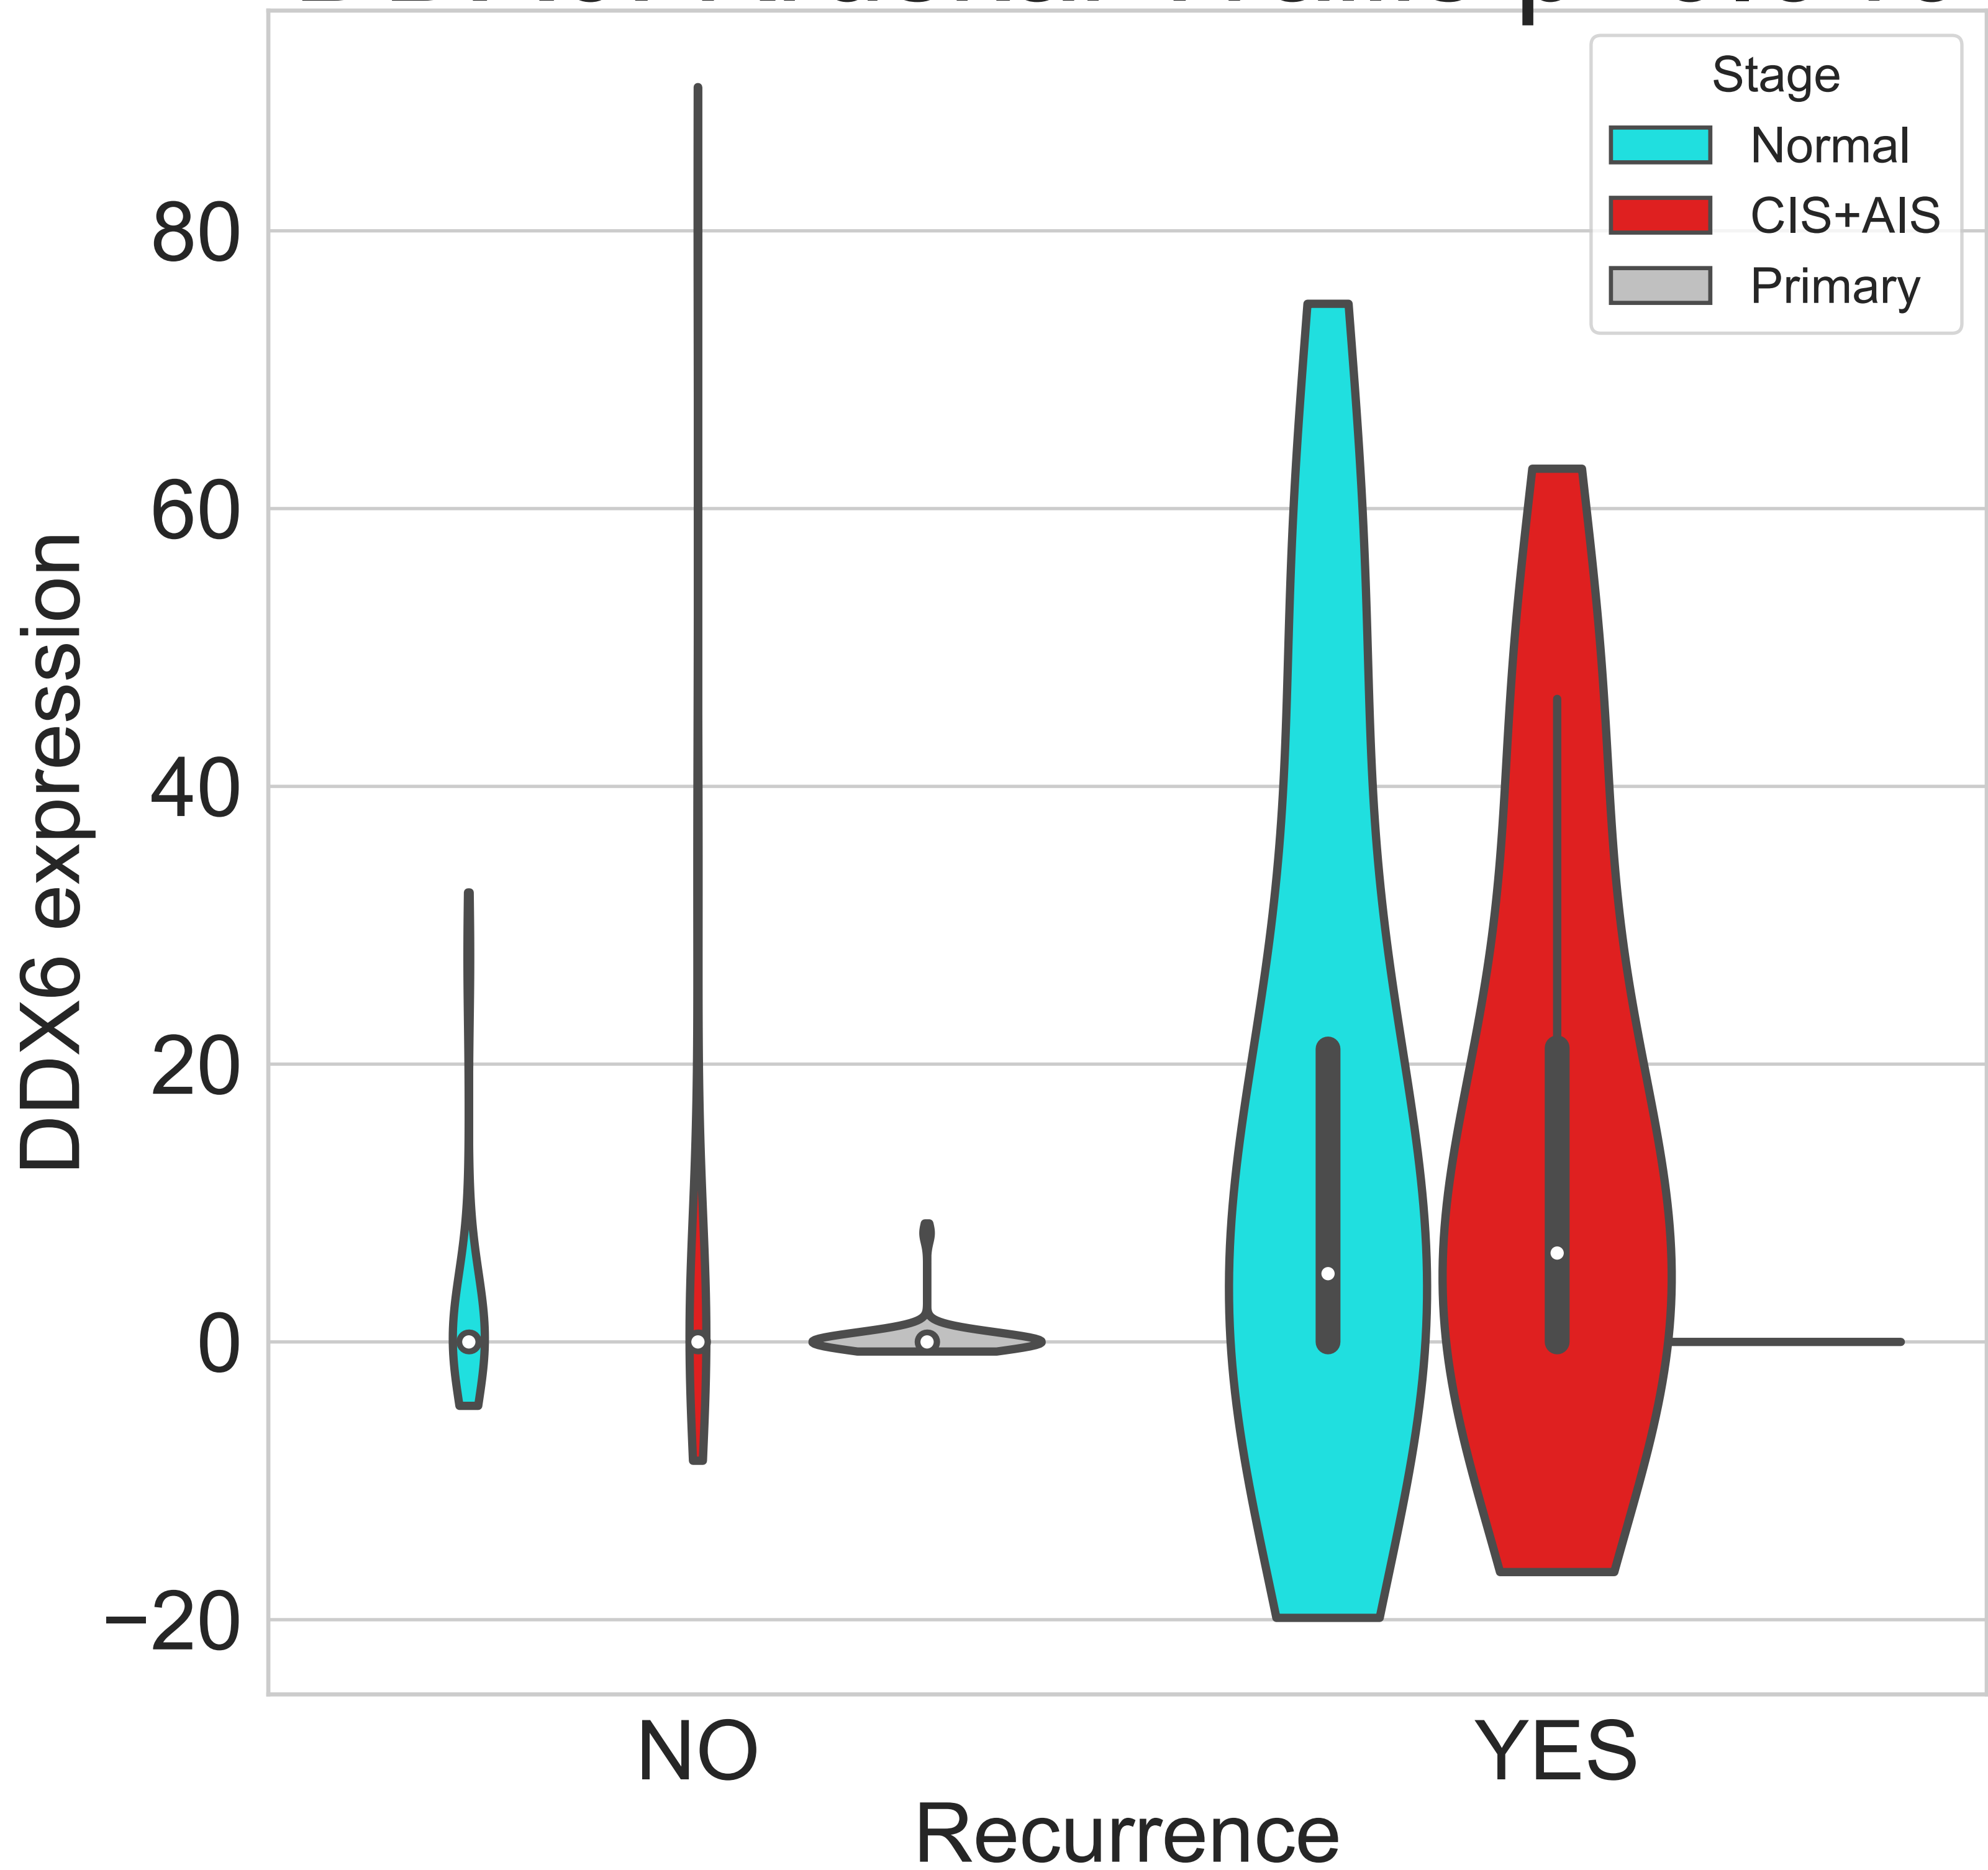 Stage
Normal
CIS+AIS
Primary
80
60
40
20
0
−20
DDX6 expression
NO YES
Recurrence